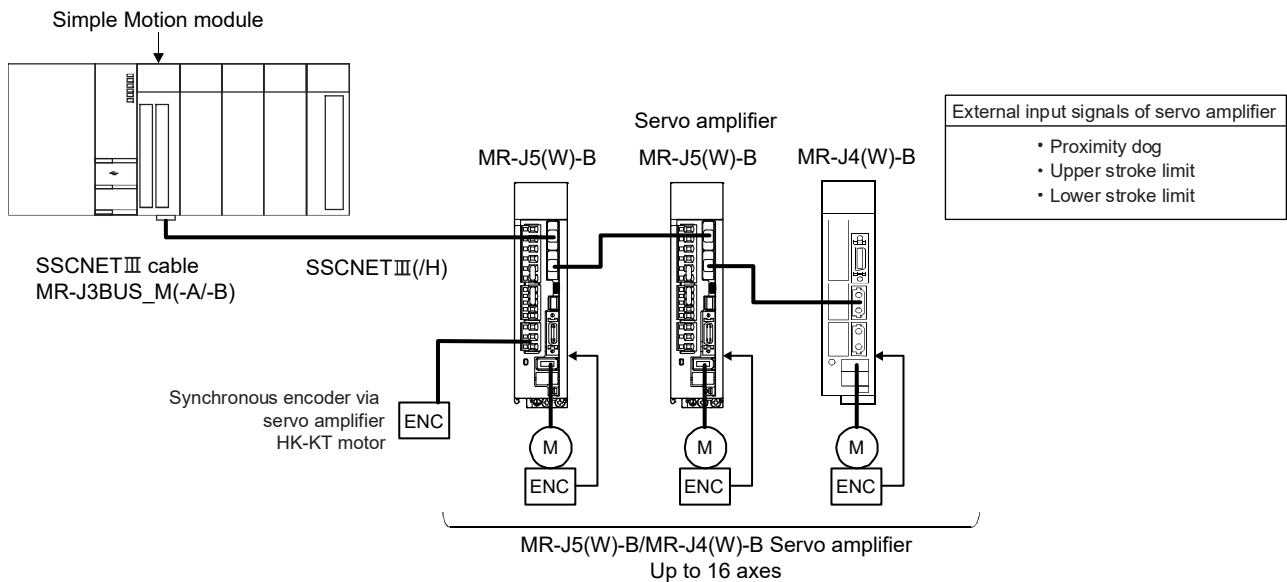 Simple Motion module
Servo amplifier
MR-J5(W)-B
MR-J5(W)-B
MR-J4(W)-B
External input signals of servo amplifier
• Proximity dog
• Upper stroke limit
• Lower stroke limit
SSCNETⅢ cable
MR-J3BUS_M(-A/-B)
SSCNETⅢ(/H)
Synchronous encoder via
servo amplifier
HK-KT motor
ENC
M
ENC
M
ENC
M
ENC
MR-J5(W)-B/MR-J4(W)-B Servo amplifier
Up to 16 axes